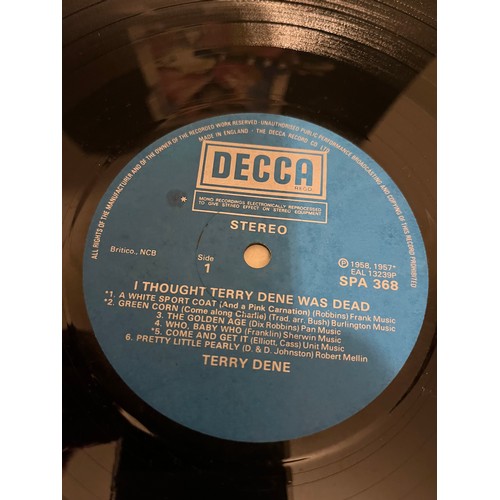 ALL RIGHTS OF THE MANUFACTURER AND OF THE OWNER OF THE RECORDED WORK RESERVED · UNAUTHORISED PUBLIC PERFORMANCE BROADCASTING AND COPYING OF THIS RECORD PROHIBITED
MADE IN ENGLAND · THE DECCA RECORD CO LTD
DECCA
RECORDS
* MONO RECORDINGS ELECTRONICALLY REPROCESSED
TO GIVE STEREO EFFECT ON STEREO EQUIPMENT
STEREO
Britico., NCB
Side
1
℗ 1958, 1957*
EAL 13239P
SPA 368
I THOUGHT TERRY DENE WAS DEAD
*1. A WHITE SPORT COAT (And a Pink Carnation) (Robbins) Frank Music
*2. GREEN CORN (Come along Charlie) (Trad. arr. Bush) Burlington Music
3. THE GOLDEN AGE (Dix Robbins) Pan Music
4. WHO, BABY WHO (Franklin) Sherwin Music
*5. COME AND GET IT (Elliott, Cass) Unit Music
6. PRETTY LITTLE PEARLY (D. & D. Johnston) Robert Mellin
TERRY DENE